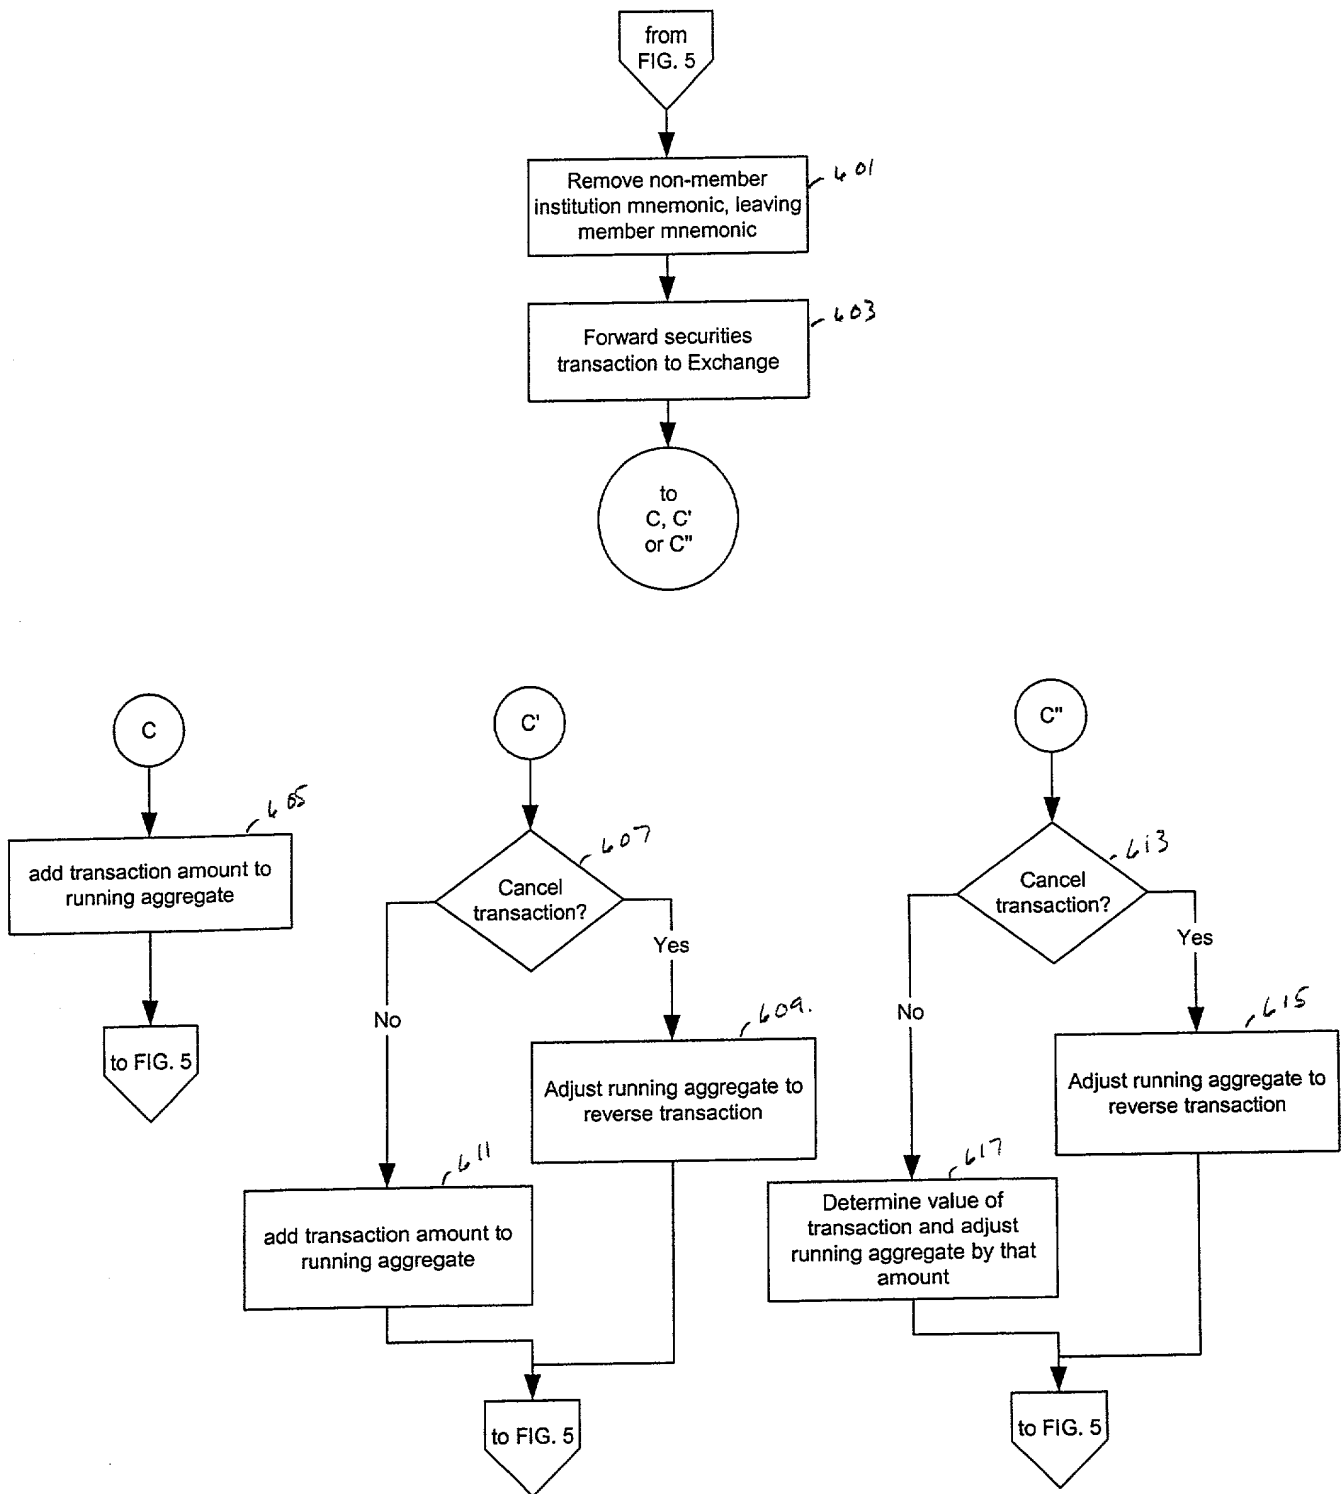 from
FIG. 5
Remove non-member
institution mnemonic, leaving
member mnemonic
601
Forward securities
transaction to Exchange
603
to
C, C'
or C"
C
605
add transaction amount to
running aggregate
to FIG. 5
C'
607
Cancel
transaction?
No
Yes
609.
Adjust running aggregate to
reverse transaction
611
add transaction amount to
running aggregate
to FIG. 5
C"
613
Cancel
transaction?
No
Yes
615
Adjust running aggregate to
reverse transaction
617
Determine value of
transaction and adjust
running aggregate by that
amount
to FIG. 5